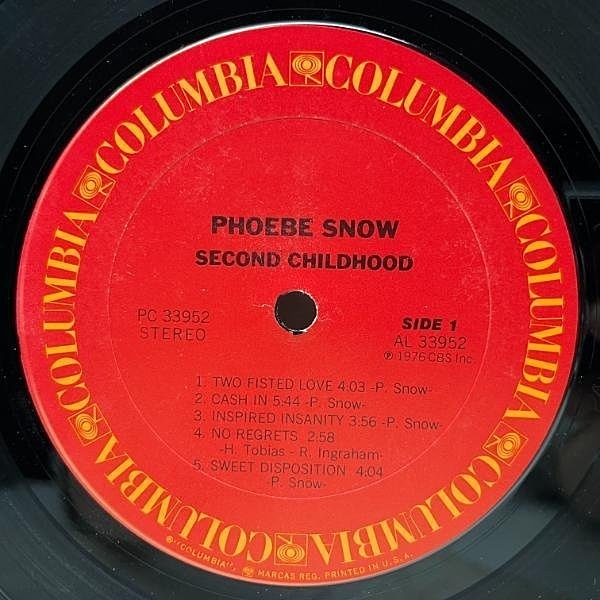 COLUMBIA COLUMBIA COLUMBIA COLUMBIA COLUMBIA COLUMBIA
PHOEBE SNOW
SECOND CHILDHOOD
PC 33952
STEREO
SIDE 1
AL 33952
℗ 1976 CBS Inc.
1. TWO FISTED LOVE 4:03 -P. Snow-
2. CASH IN 5:44 -P. Snow-
3. INSPIRED INSANITY 3:56 -P. Snow-
4. NO REGRETS 2:58
-H. Tobias - R. Ingraham-
5. SWEET DISPOSITION 4:04
-P. Snow-
® "COLUMBIA", MARCAS REG. PRINTED IN U.S.A.